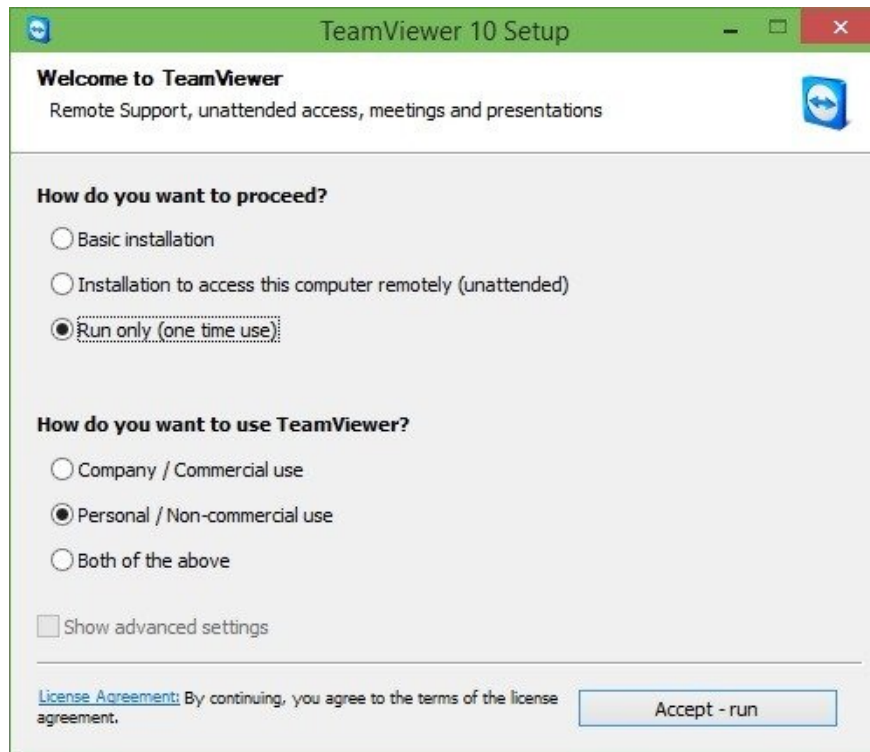 TeamViewer 10 Setup
Welcome to TeamViewer
Remote Support, unattended access, meetings and presentations
How do you want to proceed?
Basic installation
Installation to access this computer remotely (unattended)
Run only (one time use)
How do you want to use TeamViewer?
Company / Commercial use
Personal / Non-commercial use
Both of the above
Show advanced settings
License Agreement: By continuing, you agree to the terms of the license
agreement.
Accept - run